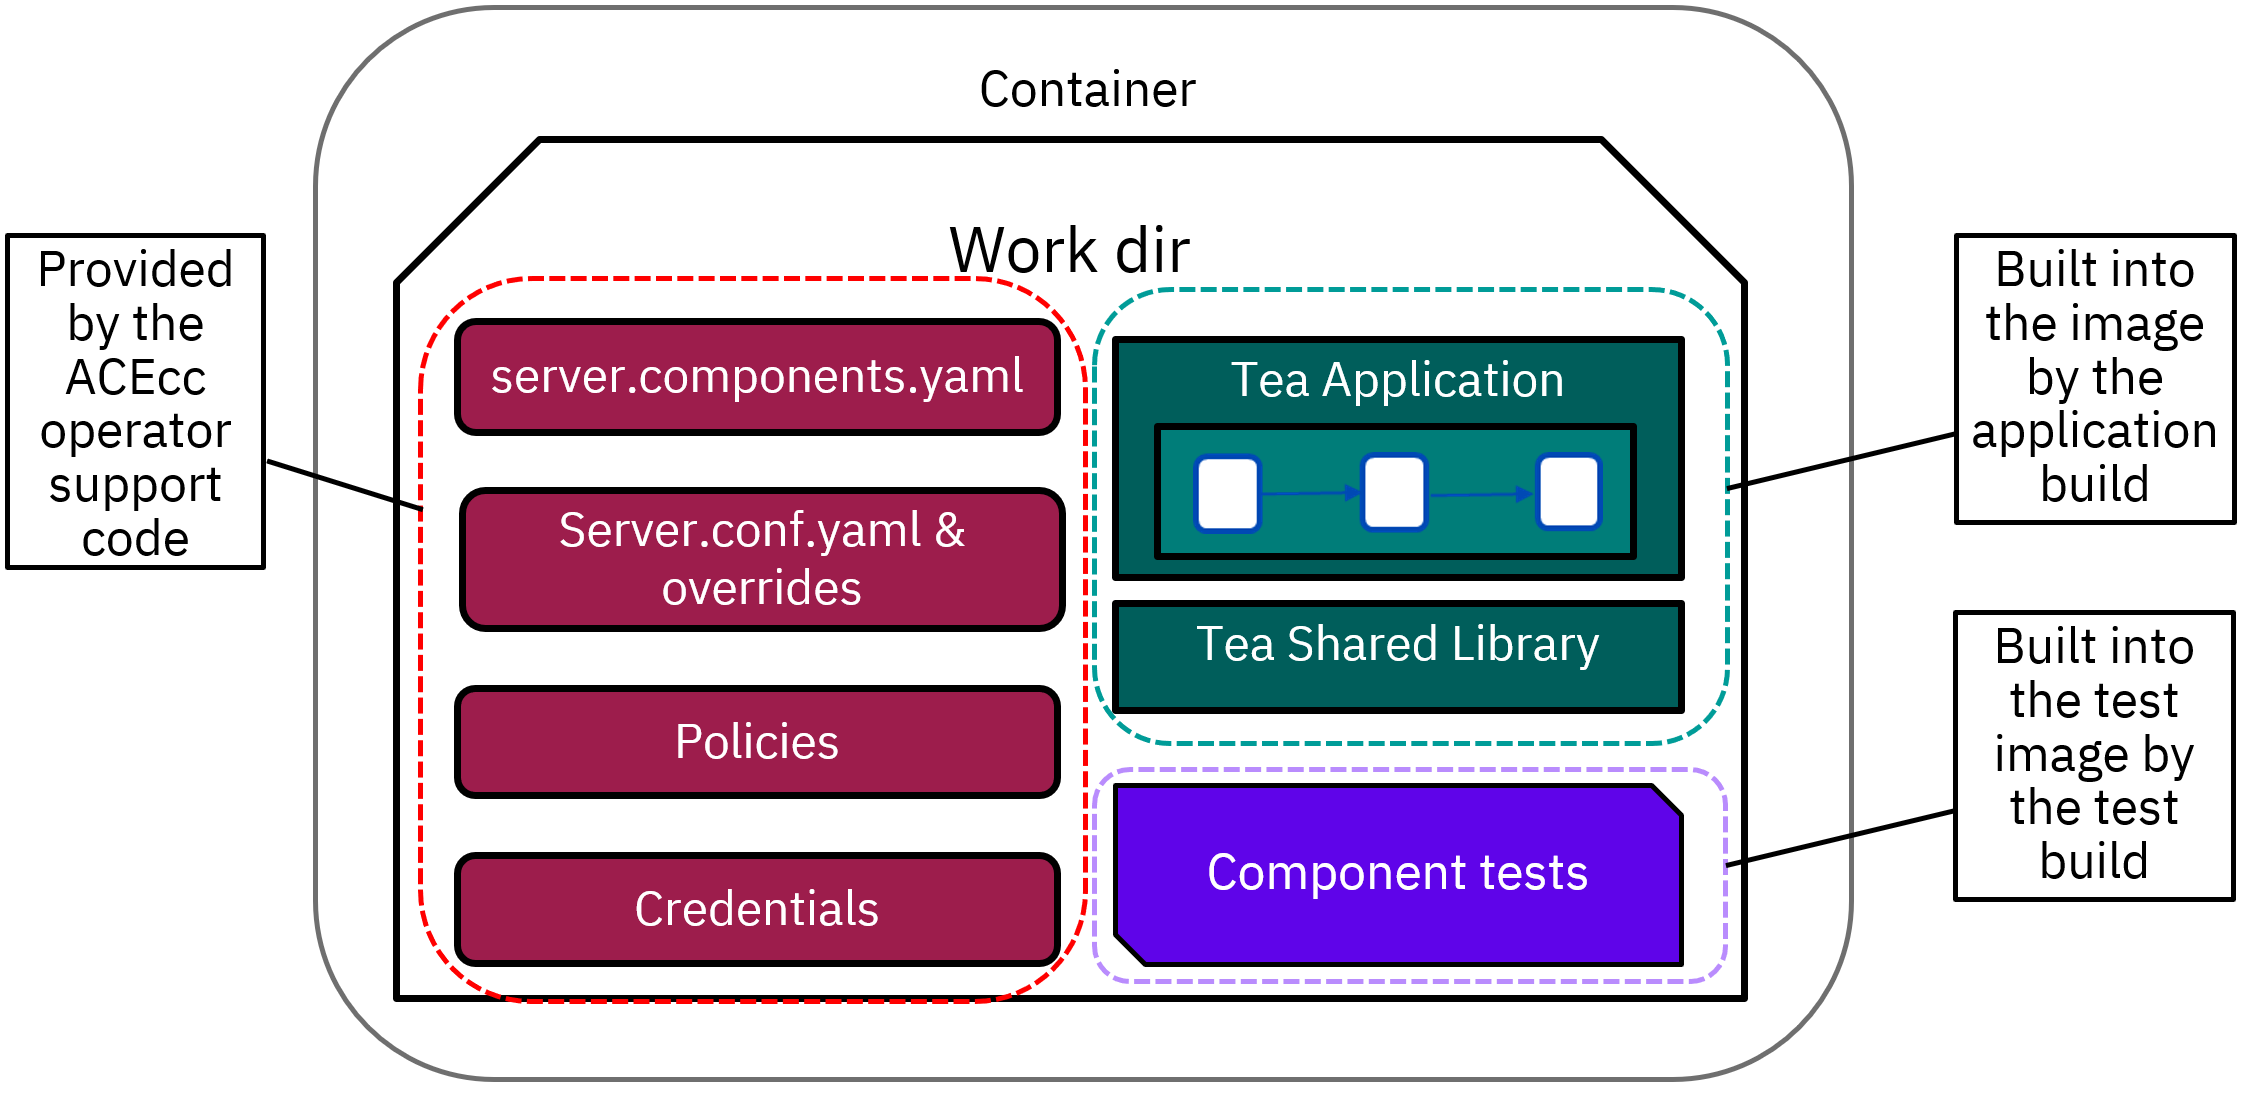 Container
Work dir
Provided
by the
ACEcc
operator
support
code
server.components.yaml
Server.conf.yaml &
overrides
Policies
Credentials
Tea Application
Tea Shared Library
Component tests
Built into
the image
by the
application
build
Built into
the test
image by
the test
build